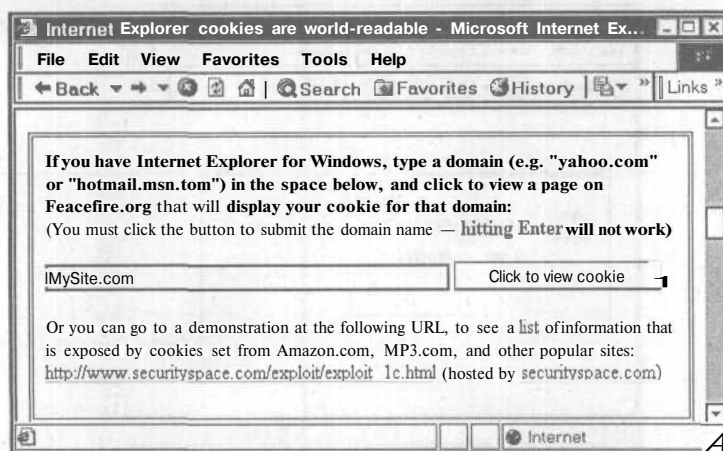 Internet Explorer cookies are world-readable - Microsoft Internet Ex...
File Edit View Favorites Tools Help
Back Search Favorites History » Links »
If you have Internet Explorer for Windows, type a domain (e.g. "yahoo.com"
or "hotmail.msn.tom") in the space below, and click to view a page on
Feacefire.org that will display your cookie for that domain:
(You must click the button to submit the domain name — hitting Enter will not work)
lMySite.com Click to view cookie
Or you can go to a demonstration at the following URL, to see a list ofinformation that
is exposed by cookies set from Amazon.com, MP3.com, and other popular sites:
http://www.securityspace.com/exploit/exploit_1c.html (hosted by securityspace.com)
Internet